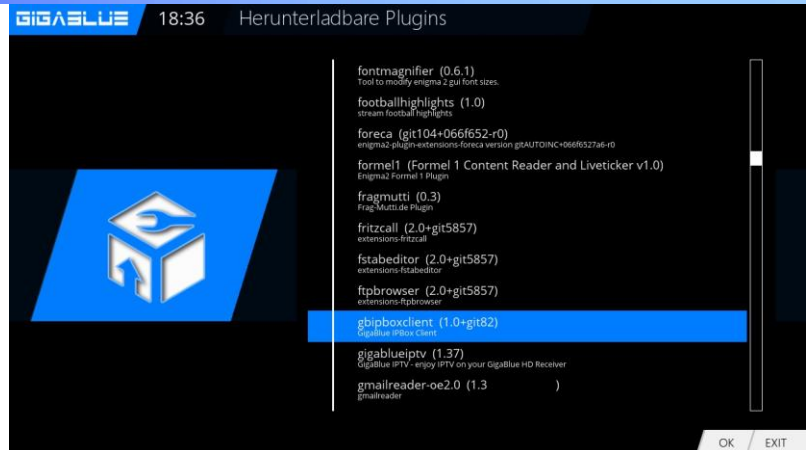 GIGABLUE 18:36 Herunterladbare Plugins
fontmagnifier (0.6.1)
Tool to modify enigma 2 gui font sizes.
footballhighlights (1.0)
stream football highlights
foreca (git104+066f652-r0)
enigma2-plugin-extensions-foreca version gitAUTOINC+066f6527a6-r0
formel1 (Formel 1 Content Reader and Liveticker v1.0)
Enigma2 Formel 1 Plugin
fragmutti (0.3)
Frag-Mutti.de Plugin
fritzcall (2.0+git5857)
extensions-fritzcall
fstabeditor (2.0+git5857)
extensions-fstabeditor
ftpbrowser (2.0+git5857)
extensions-ftpbrowser
gbipboxclient (1.0+git82)
GigaBlue IPBox Client
gigablueiptv (1.37)
GigaBlue IPTV - enjoy IPTV on your GigaBlue HD Receiver
gmailreader-oe2.0 (1.3 )
gmailreader
OK EXIT